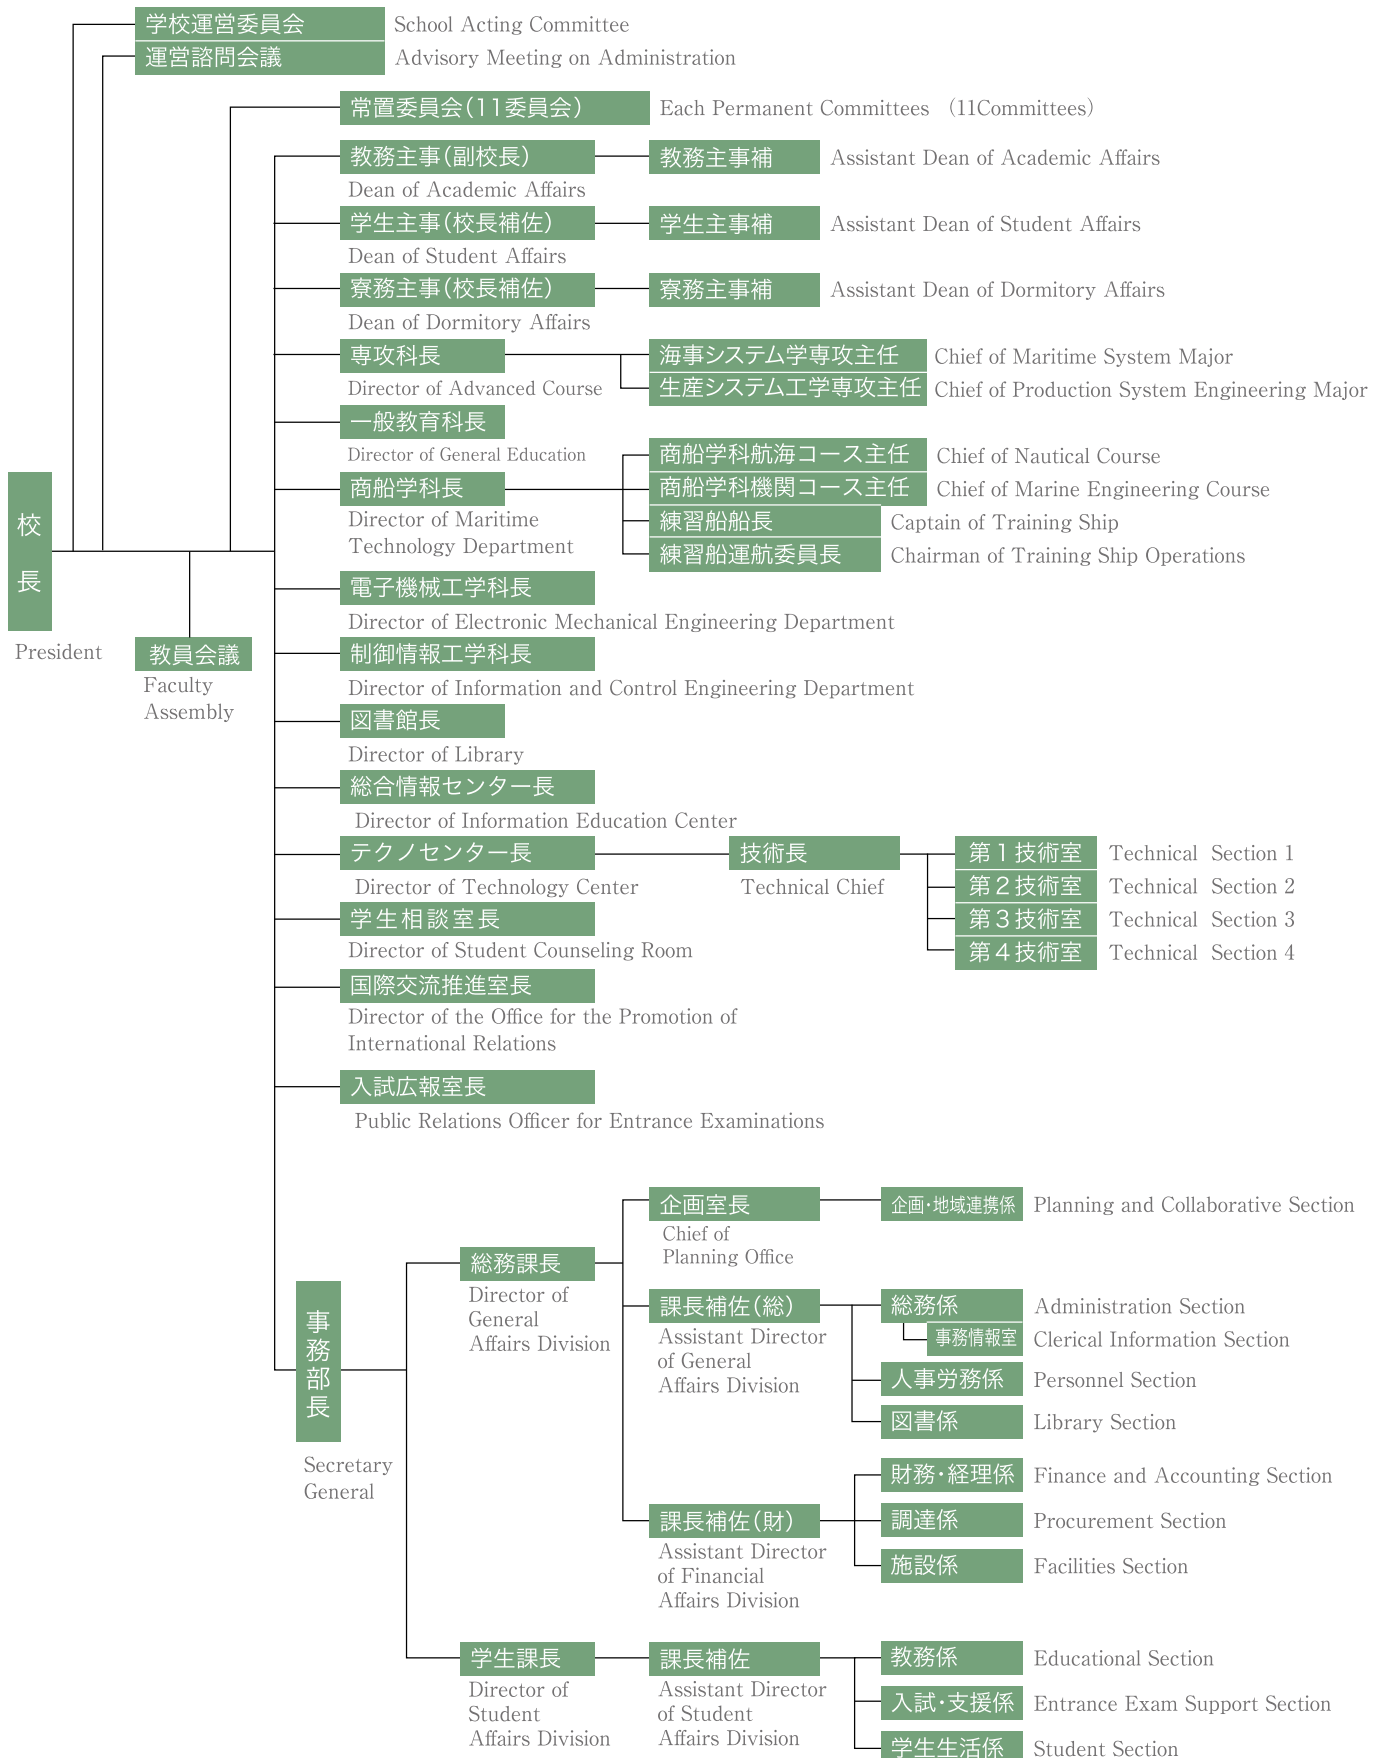 学校運営委員会 School Acting Committee
運営諮問会議 Advisory Meeting on Administration
常置委員会(11委員会) Each Permanent Committees (11Committees)
教務主事(副校長) 教務主事補 Assistant Dean of Academic Affairs
Dean of Academic Affairs
学生主事(校長補佐) 学生主事補 Assistant Dean of Student Affairs
Dean of Student Affairs
寮務主事(校長補佐) 寮務主事補 Assistant Dean of Dormitory Affairs
Dean of Dormitory Affairs
専攻科長 海事システム学専攻主任 Chief of Maritime System Major
Director of Advanced Course 生産システム工学専攻主任 Chief of Production System Engineering Major
一般教育科長
Director of General Education
商船学科航海コース主任 Chief of Nautical Course
商船学科長 商船学科機関コース主任 Chief of Marine Engineering Course
Director of Maritime
Technology Department
練習船船長 Captain of Training Ship
練習船運航委員長 Chairman of Training Ship Operations
校長
President
教員会議
Faculty
Assembly
電子機械工学科長
Director of Electronic Mechanical Engineering Department
制御情報工学科長
Director of Information and Control Engineering Department
図書館長
Director of Library
総合情報センター長
Director of Information Education Center
テクノセンター長 技術長 第1技術室 Technical Section 1
Director of Technology Center Technical Chief 第2技術室 Technical Section 2
学生相談室長 第3技術室 Technical Section 3
Director of Student Counseling Room 第4技術室 Technical Section 4
国際交流推進室長
Director of the Office for the Promotion of
International Relations
入試広報室長
Public Relations Officer for Entrance Examinations
事務部長
Secretary
General
総務課長
Director of
General
Affairs Division
企画室長 企画・地域連携係 Planning and Collaborative Section
Chief of
Planning Office
課長補佐(総) 総務係 Administration Section
Assistant Director
of General
Affairs Division
事務情報室 Clerical Information Section
人事労務係 Personnel Section
図書係 Library Section
財務・経理係 Finance and Accounting Section
課長補佐(財) 調達係 Procurement Section
Assistant Director
of Financial
Affairs Division
施設係 Facilities Section
学生課長 課長補佐 教務係 Educational Section
Director of
Student
Affairs Division
Assistant Director
of Student
Affairs Division
入試・支援係 Entrance Exam Support Section
学生生活係 Student Section